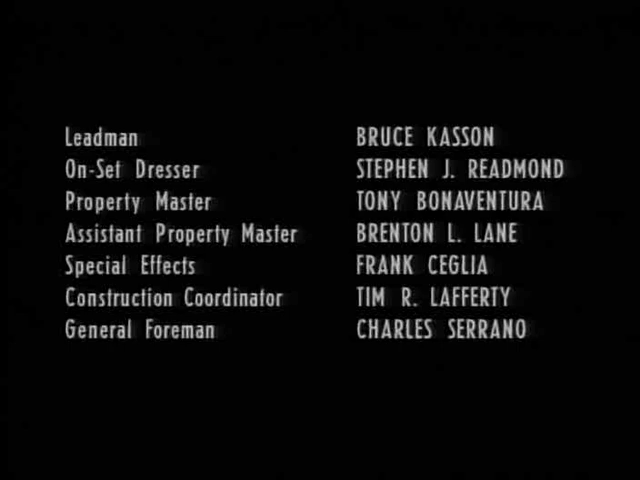 Leadman BRUCE KASSON
On-Set Dresser STEPHEN J. READMOND
Property Master TONY BONAVENTURA
Assistant Property Master BRENTON L. LANE
Special Effects FRANK CEGLIA
Construction Coordinator TIM R. LAFFERTY
General Foreman CHARLES SERRANO